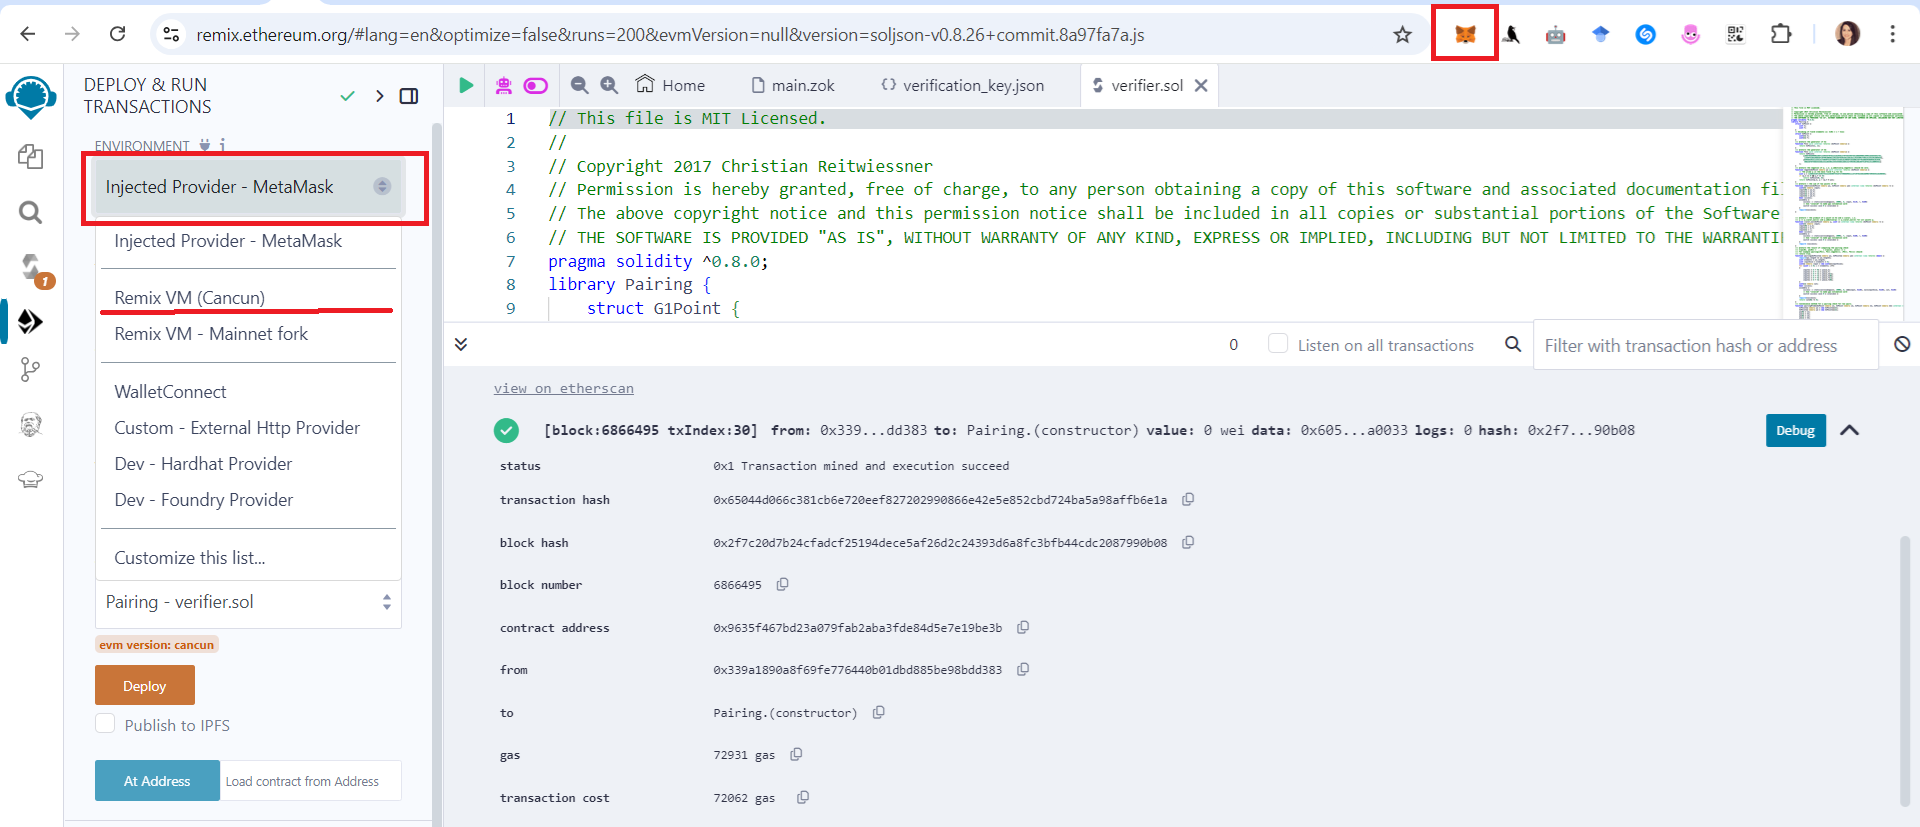 remix.ethereum.org/#lang=en&optimize=false&runs=200&evmVersion=null&version=soljson-v0.8.26+commit.8a97fa7a.js
DEPLOY & RUN
TRANSACTIONS
ENVIRONMENT
Injected Provider - MetaMask
Injected Provider - MetaMask
Remix VM (Cancun)
Remix VM - Mainnet fork
WalletConnect
Custom - External Http Provider
Dev - Hardhat Provider
Dev - Foundry Provider
Customize this list...
Pairing - verifier.sol
evm version: cancun
Deploy
Publish to IPFS
At Address
Load contract from Address
1
Home
main.zok
verification_key.json
verifier.sol
1 // This file is MIT Licensed.
2 //
3 // Copyright 2017 Christian Reitwiessner
4 // Permission is hereby granted, free of charge, to any person obtaining a copy of this software and associated documentation fil
5 // The above copyright notice and this permission notice shall be included in all copies or substantial portions of the Software
6 // THE SOFTWARE IS PROVIDED "AS IS", WITHOUT WARRANTY OF ANY KIND, EXPRESS OR IMPLIED, INCLUDING BUT NOT LIMITED TO THE WARRANTI
7 pragma solidity ^0.8.0;
8 library Pairing {
9 struct G1Point {
0 Listen on all transactions Filter with transaction hash or address
view on etherscan
[block:6866495 txIndex:30] from: 0x339...dd383 to: Pairing.(constructor) value: 0 wei data: 0x605...a0033 logs: 0 hash: 0x2f7...90b08
Debug
status 0x1 Transaction mined and execution succeed
transaction hash 0x65044d066c381cb6e720eef827202990866e42e5e852cbd724ba5a98affb6e1a
block hash 0x2f7c20d7b24cfadcf25194dece5af26d2c24393d6a8fc3bfb44cdc2087990b08
block number 6866495
contract address 0x9635f467bd23a079fab2aba3fde84d5e7e19be3b
from 0x339a1890a8f69fe776440b01dbd885be98bdd383
to Pairing.(constructor)
gas 72931 gas
transaction cost 72062 gas